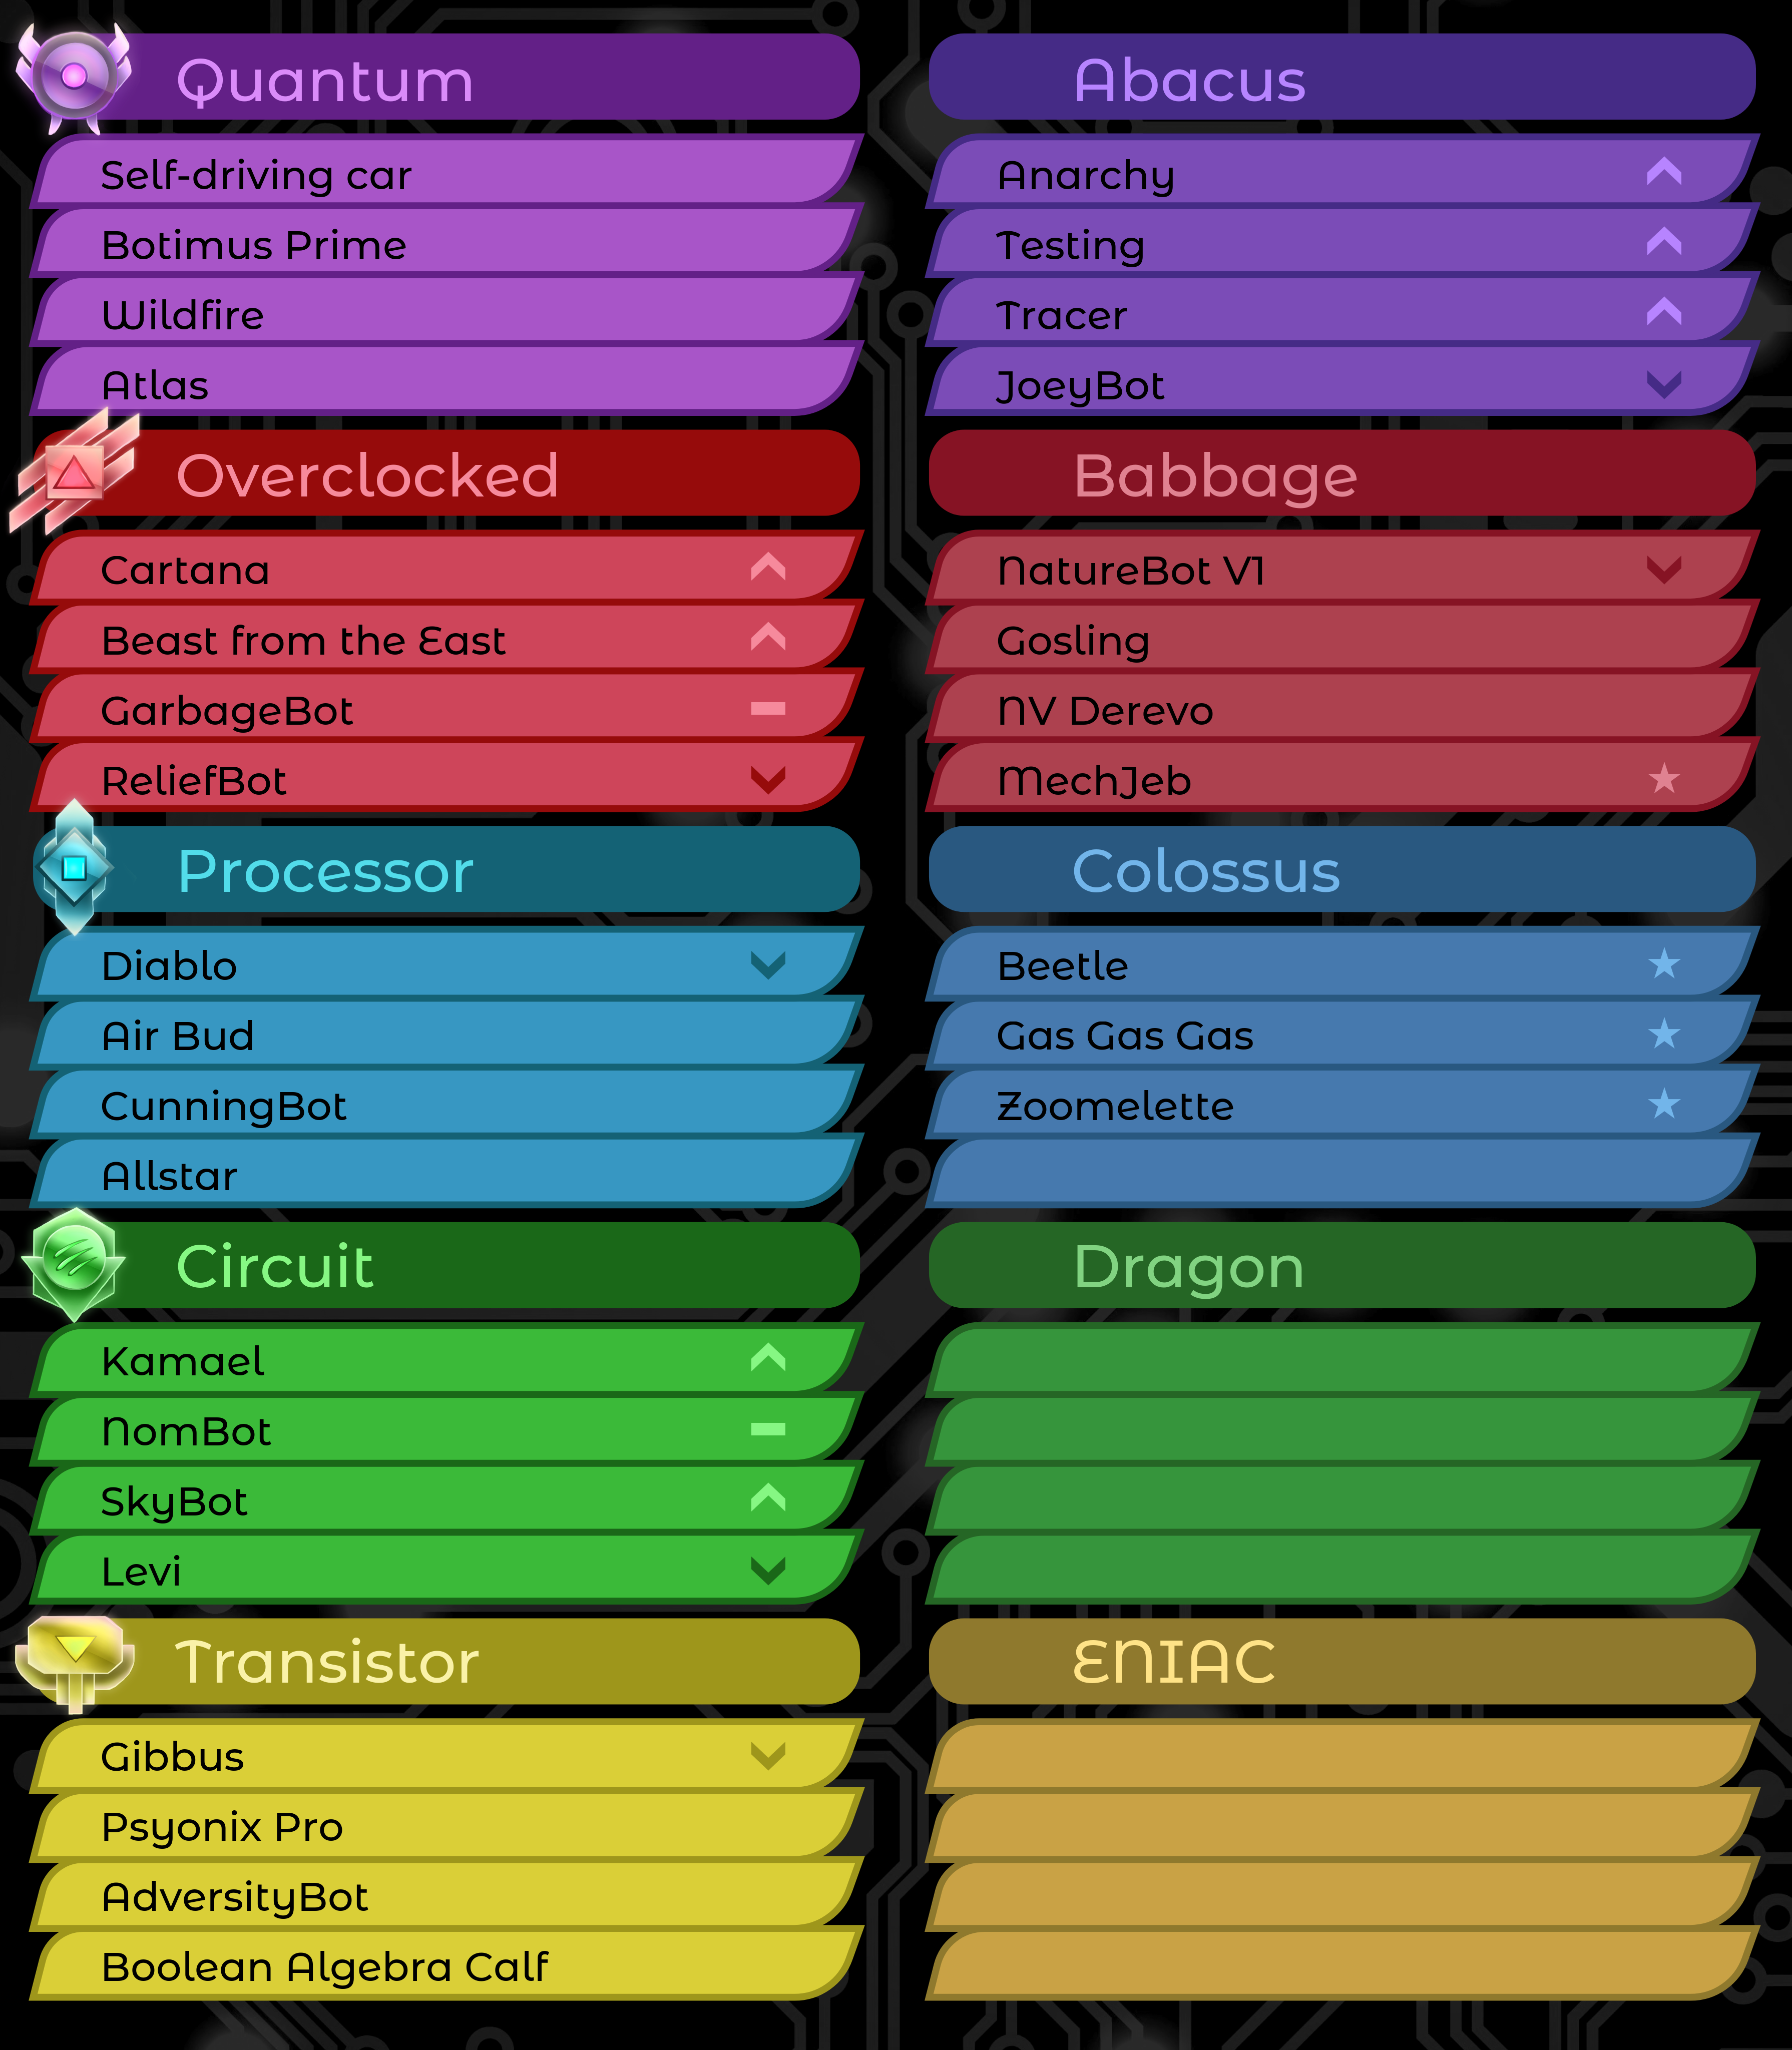 Quantum
Self-driving car
Botimus Prime
Wildfire
Atlas
Overclocked
Cartana
Beast from the East
GarbageBot
ReliefBot
Processor
Diablo
Air Bud
CunningBot
Allstar
Circuit
Kamael
NomBot
SkyBot
Levi
Transistor
Gibbus
Psyonix Pro
AdversityBot
Boolean Algebra Calf
Abacus
Anarchy
Testing
Tracer
JoeyBot
Babbage
NatureBot V1
Gosling
NV Derevo
MechJeb
Colossus
Beetle
Gas Gas Gas
Zoomelette
Dragon
ENIAC